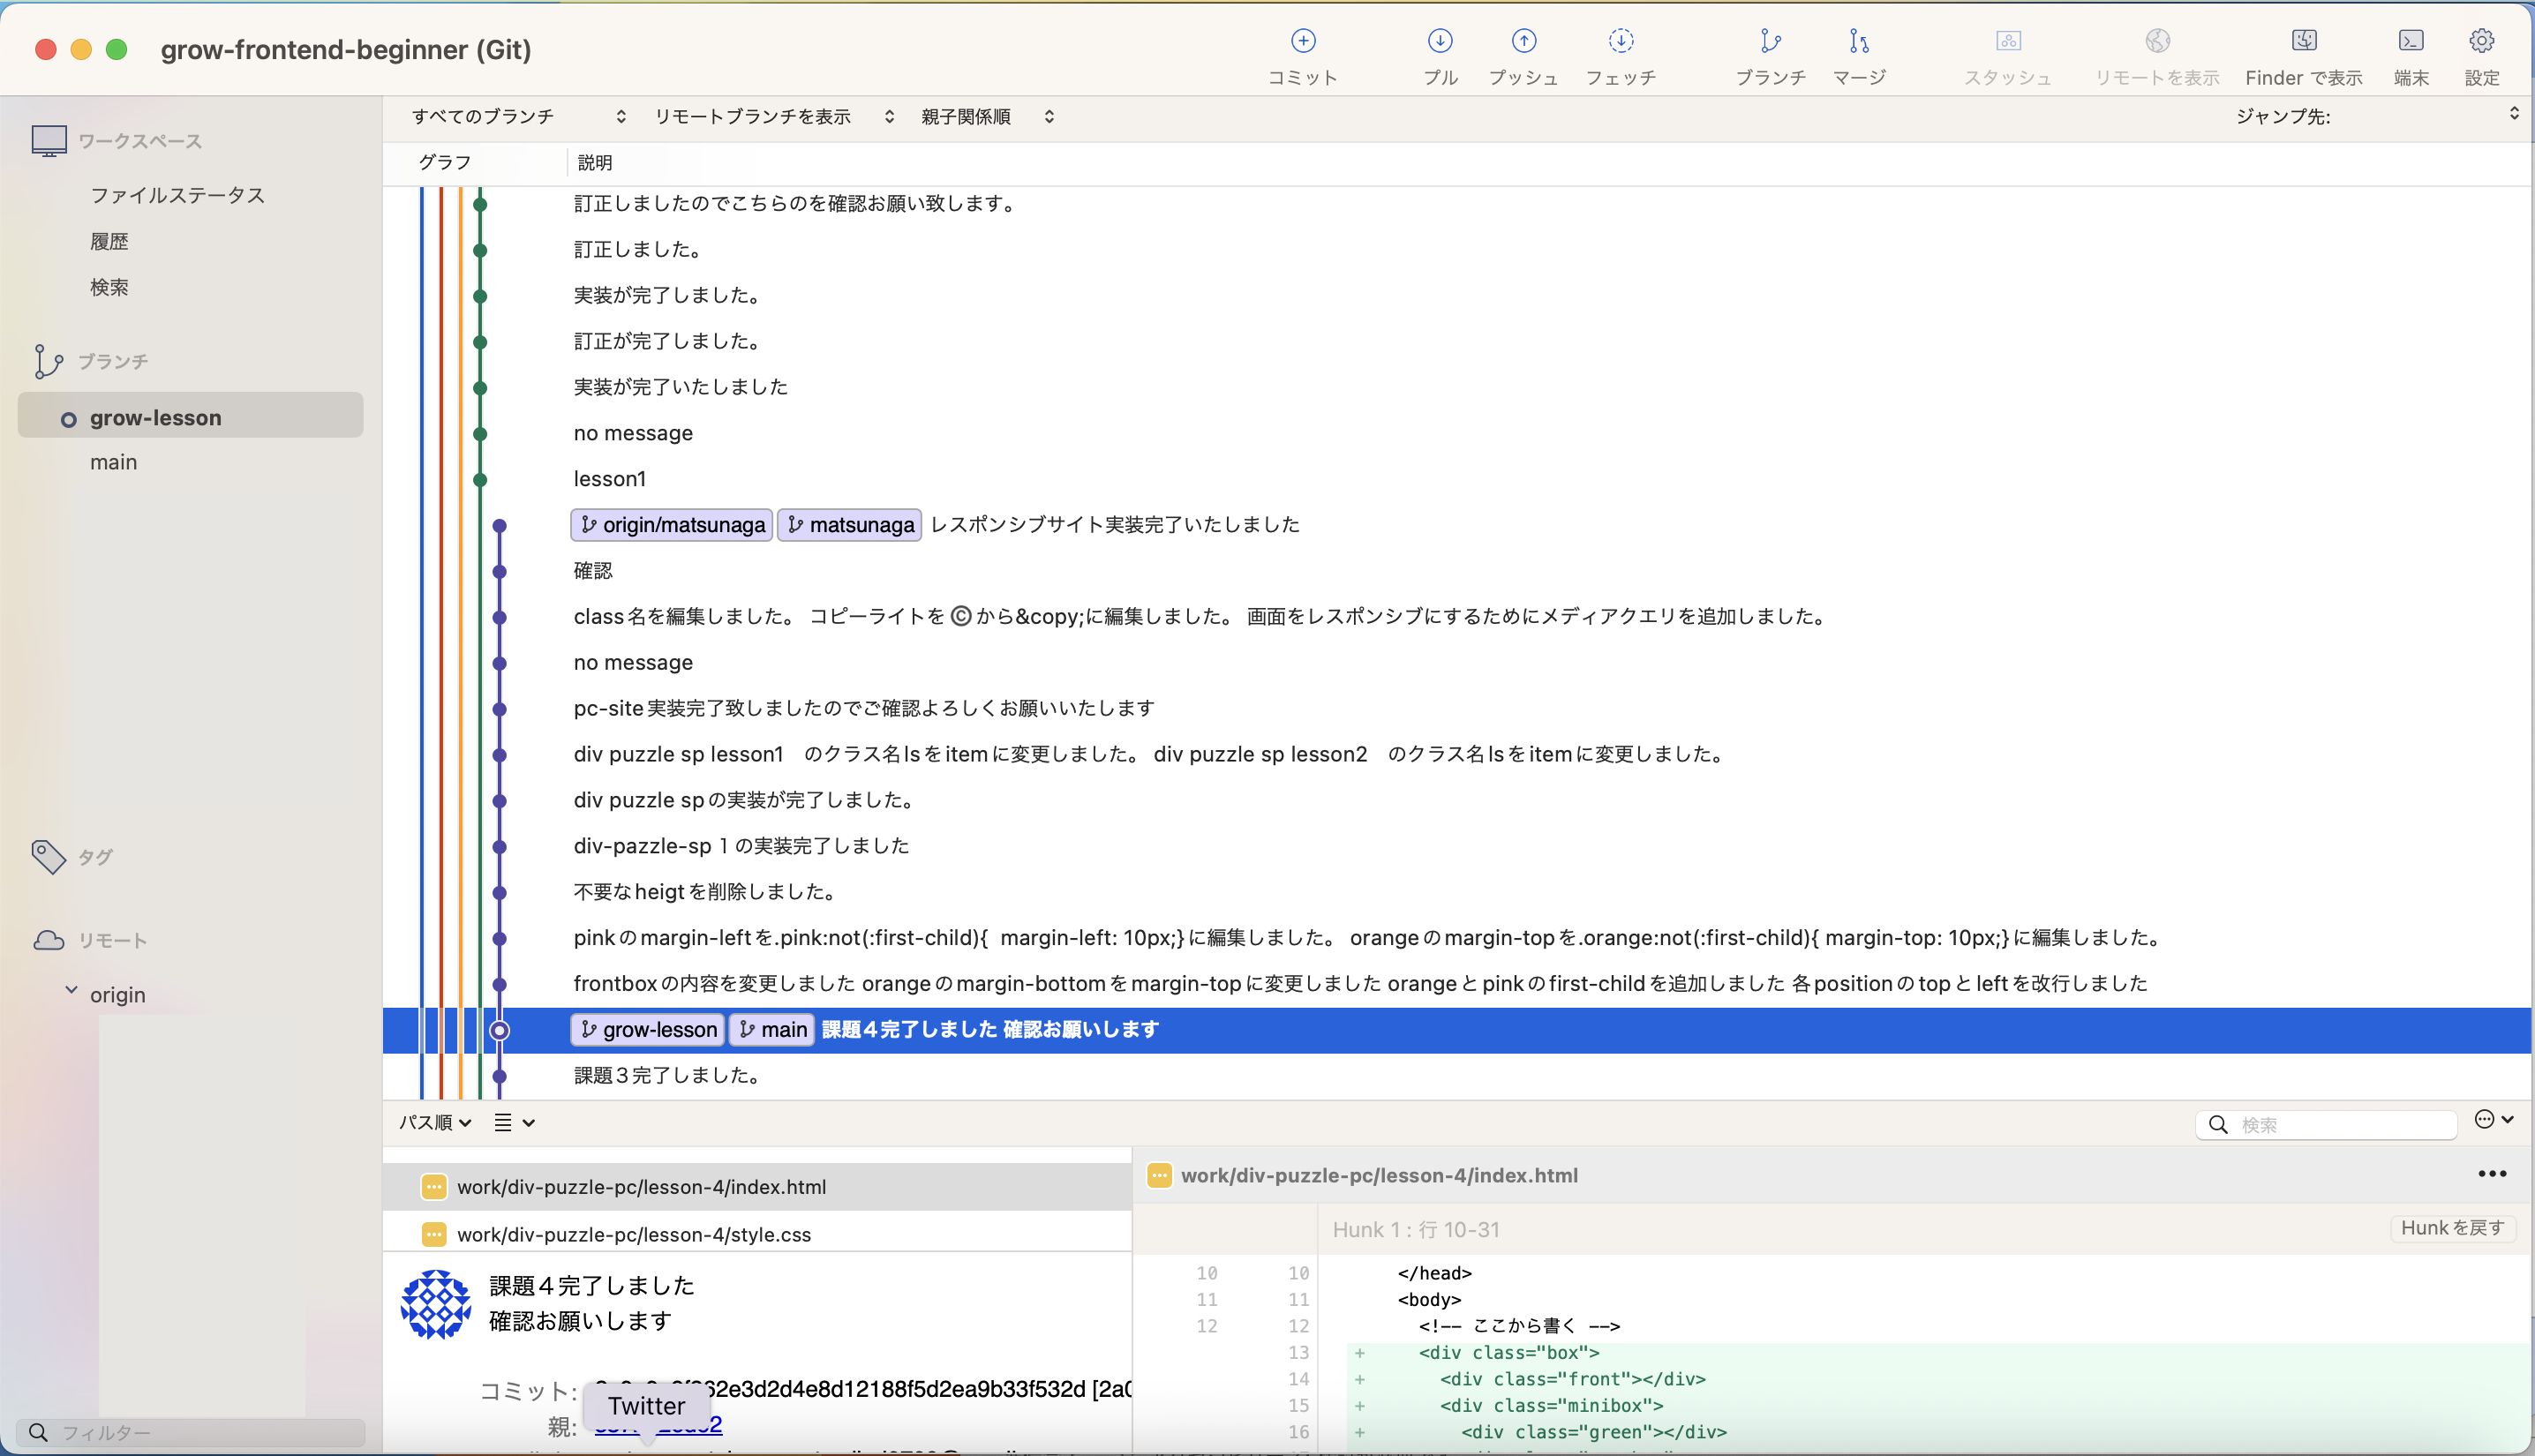 grow-frontend-beginner (Git)
コミット
プル
プッシュ
フェッチ
ブランチ
マージ
スタッシュ
リモートを表示
Finder で表示
端末
設定
ワークスペース
ファイルステータス
履歴
検索
ブランチ
grow-lesson
main
タグ
リモート
origin
フィルター
すべてのブランチ
リモートブランチを表示
親子関係順
ジャンプ先:
グラフ
説明
訂正しましたのでこちらのを確認お願い致します。
訂正しました。
実装が完了しました。
訂正が完了しました。
実装が完了いたしました
no message
lesson1
origin/matsunaga matsunaga レスポンシブサイト実装完了いたしました
確認
class名を編集しました。 コピーライトを©から&copy;に編集しました。 画面をレスポンシブにするためにメディアクエリを追加しました。
no message
pc-site実装完了致しましたのでご確認よろしくお願いいたします
div puzzle sp lesson1　のクラス名lsをitemに変更しました。 div puzzle sp lesson2　のクラス名lsをitemに変更しました。
div puzzle spの実装が完了しました。
div-pazzle-sp１の実装完了しました
不要なheigtを削除しました。
pinkのmargin-leftを.pink:not(:first-child){ margin-left: 10px;}に編集しました。 orangeのmargin-topを.orange:not(:first-child){ margin-top: 10px;}に編集しました。
frontboxの内容を変更しました orangeのmargin-bottomをmargin-topに変更しました orangeとpinkのfirst-childを追加しました 各positionのtopとleftを改行しました
grow-lesson main 課題４完了しました 確認お願いします
課題３完了しました。
パス順
検索
work/div-puzzle-pc/lesson-4/index.html
work/div-puzzle-pc/lesson-4/style.css
課題４完了しました
確認お願いします
コミット:
62e3d2d4e8d12188f5d2ea9b33f532d
親:
Twitter
work/div-puzzle-pc/lesson-4/index.html
Hunk 1 : 行 10-31
Hunkを戻す
10 10 </head>
11 11 <body>
12 12 <!-- ここから書く -->
13 + <div class="box">
14 + <div class="front"></div>
15 + <div class="minibox">
16 + <div class="green"></div>